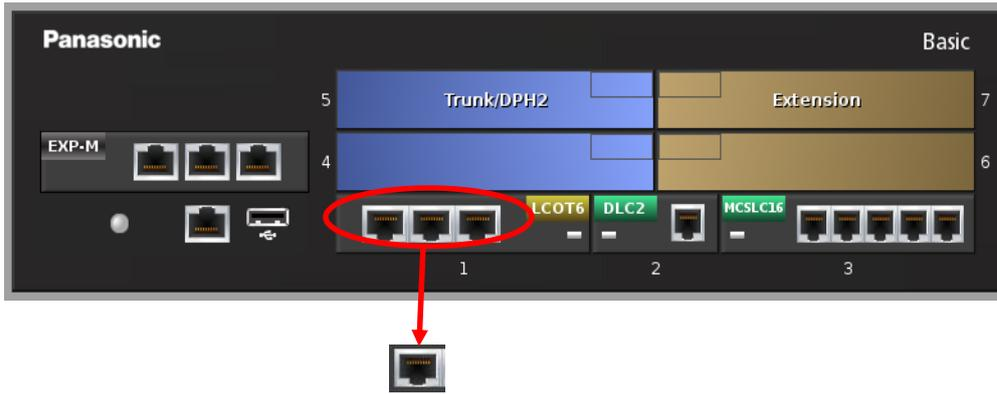 Panasonic
Basic
5
Trunk/DPH2
Extension
7
EXP-M
4
6
LCOT6
DLC2
MCSLC16
1
2
3